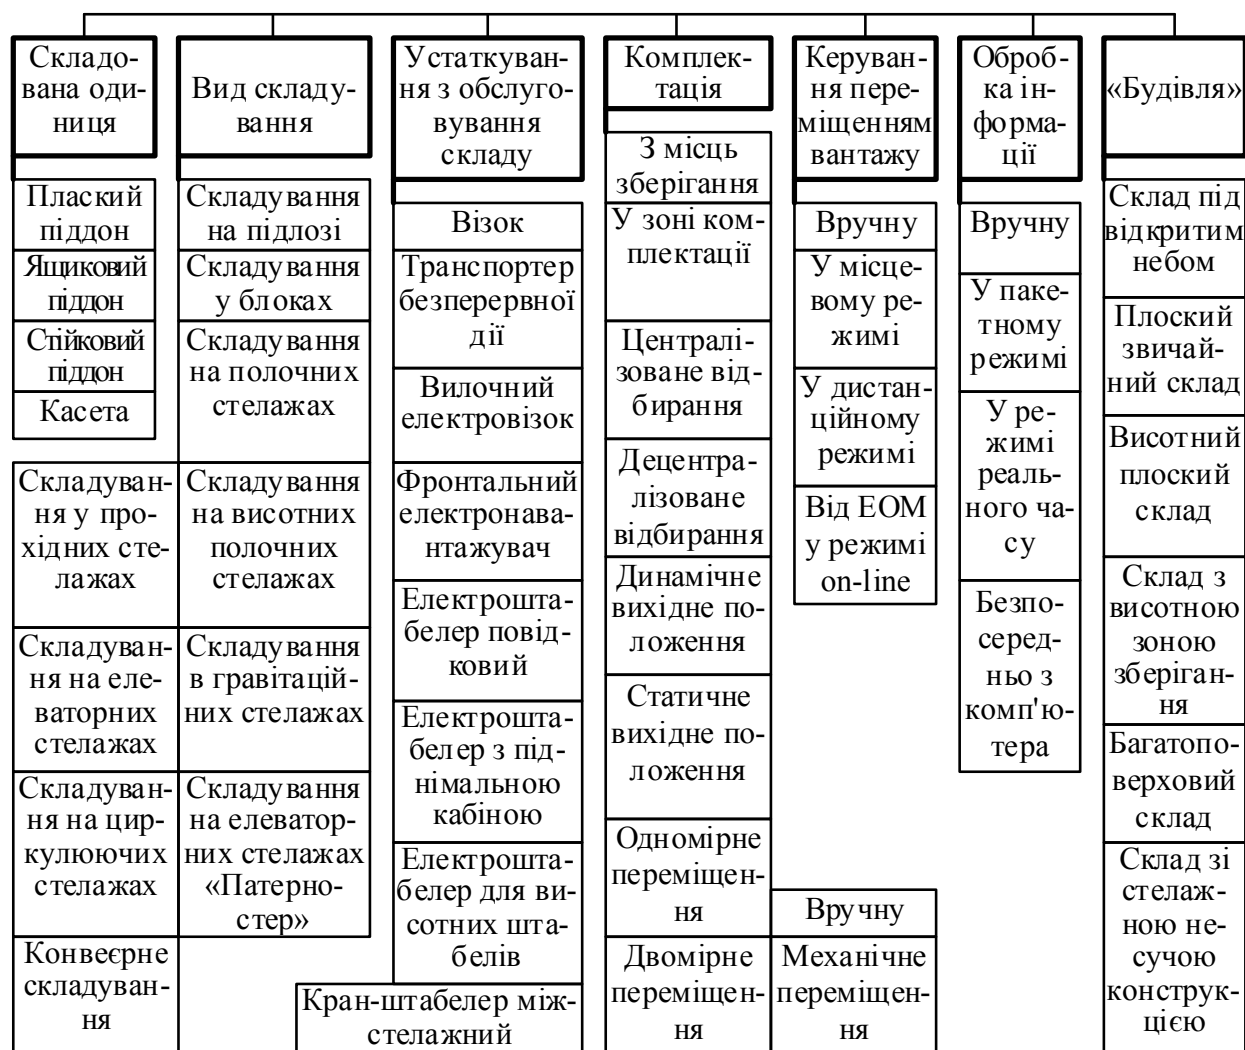 Складо-
вана оди-
ниця
Плаский
піддон
Ящиковий
піддон
Стійковий
піддон
Касета
Складуван-
ня у про-
хідних сте-
лажах
Складуван-
ня на еле-
ваторних
стелажах
Складуван-
ня на цир-
кулюючих
стелажах
Конвеєрне
складуван-
ня
Вид складу-
вання
Складування
на підлозі
Складування
у блоках
Складування
на полочних
стелажах
Складування
на висотних
полочних
стелажах
Складування
в гравітацій-
них стелажах
Складування
на елеватор-
них стелажах
«Патерно-
стер»
Устаткуван-
ня з обслуго-
вування
складу
Візок
Транспортер
безперервної
дії
Вилочний
електровізок
Фронтальний
електронава-
нтажувач
Електрошта-
белер повід-
ковий
Електрошта-
белер з під-
німальною
кабіною
Електрошта-
белер для ви-
сотних шта-
белів
Кран-штабелер між-
стелажний
Комплек-
тація
З місць
зберігання
У зоні ком-
плектації
Централі-
зоване від-
бирання
Децентра-
лізоване
відбирання
Динамічне
вихідне по-
ложення
Статичне
вихідне по-
ложення
Одномірне
переміщен-
ня
Двомірне
переміщен-
ня
Вручну
Механічне
переміщен-
ня
Керуван-
ня пере-
міщенням
вантажу
Вручну
У місце-
вому ре-
жимі
У дистан-
ційному
режимі
Від ЕОМ
у режимі
on-line
Оброб-
ка ін-
форма-
ції
Вручну
У паке-
тному
режимі
У ре-
жимі
реаль-
ного ча-
су
Безпо-
серед-
ньо з
комп'ю-
тера
«Будівля»
Склад під
відкритим
небом
Плоский
звичай-
ний склад
Висотний
плоский
склад
Склад з
висотною
зоною
зберіган-
ня
Багатопо-
верховий
склад
Склад зі
стелаж-
ною не-
сучою
конструк-
цією